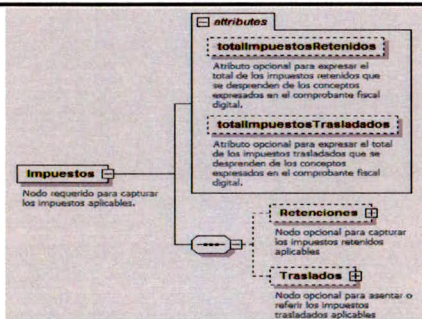 attributes
totalImpuestosRetenidos
Atributo opcional para expresar el
total de los impuestos retenidos que
se desprenden de los conceptos
expresados en el comprobante fiscal
digital.
totalImpuestosTrasladados
Atributo opcional para expresar el total
de los impuestos trasladados que se
desprenden de los conceptos
expresados en el comprobante fiscal
digital.
Impuestos
Nodo requerido para capturar
los impuestos aplicables.
Retenciones
Nodo opcional para capturar
los impuestos retenidos
aplicables
Traslados
Nodo opcional para asentar o
referir los impuestos
trasladados aplicables